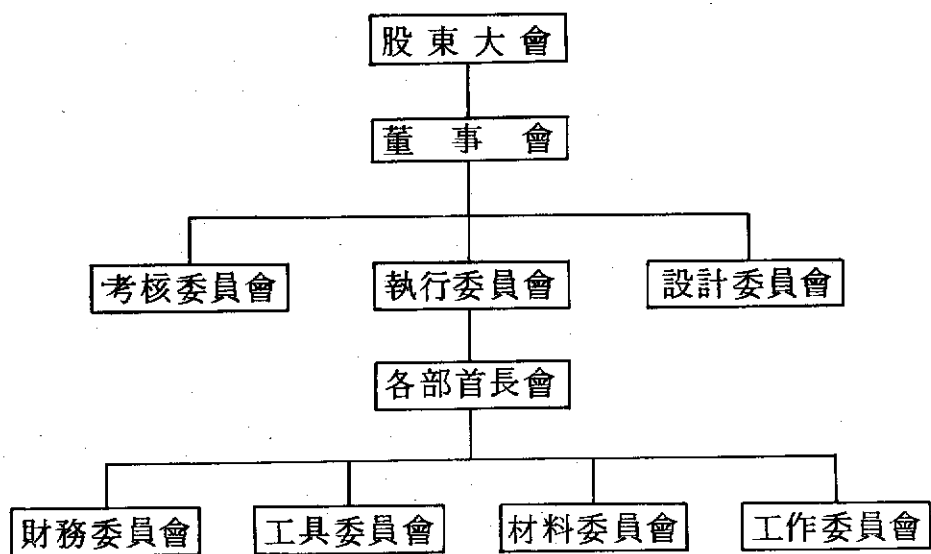 股東大會
董事會
考核委員會
執行委員會
設計委員會
各部首長會
財務委員會
工具委員會
材料委員會
工作委員會